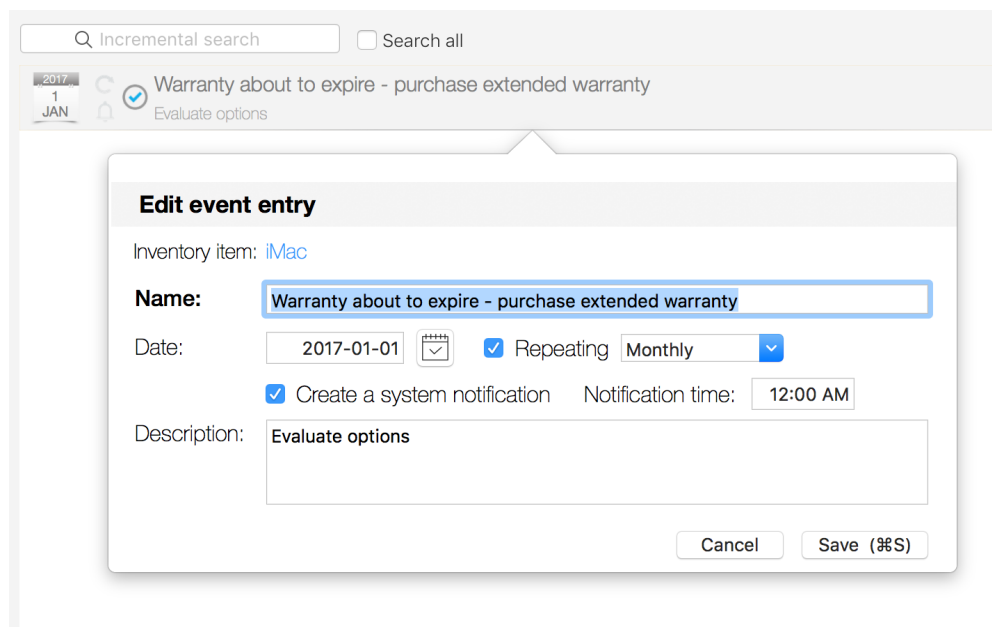 Incremental search Search all
2017
1
JAN
Warranty about to expire - purchase extended warranty
Evaluate options
Edit event entry
Inventory item: iMac
Name: Warranty about to expire - purchase extended warranty
Date: 2017-01-01 Repeating Monthly
Create a system notification Notification time: 12:00 AM
Description: Evaluate options
Cancel Save (⌘S)